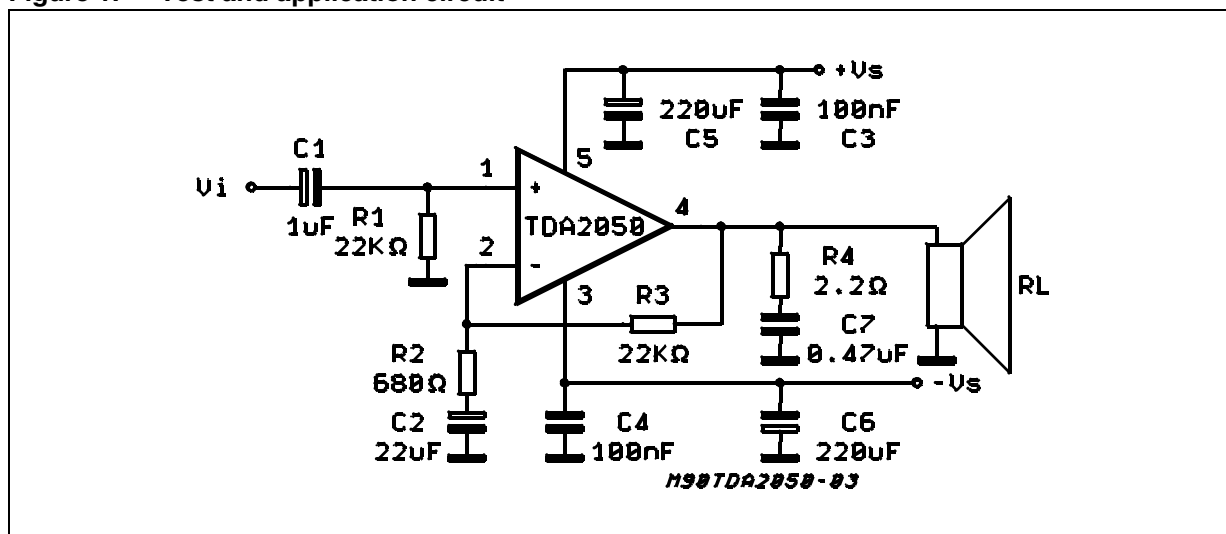 Figure 1. Test and application circuit
+Vs
220uF
C5
100nF
C3
C1
Vi
1uF
R1
22KΩ
1
+
2
-
5
TDA2050
4
3
R3
22KΩ
R4
2.2Ω
C7
0.47uF
RL
R2
680Ω
C2
22uF
C4
100nF
-Vs
C6
220uF
M90TDA2050-03